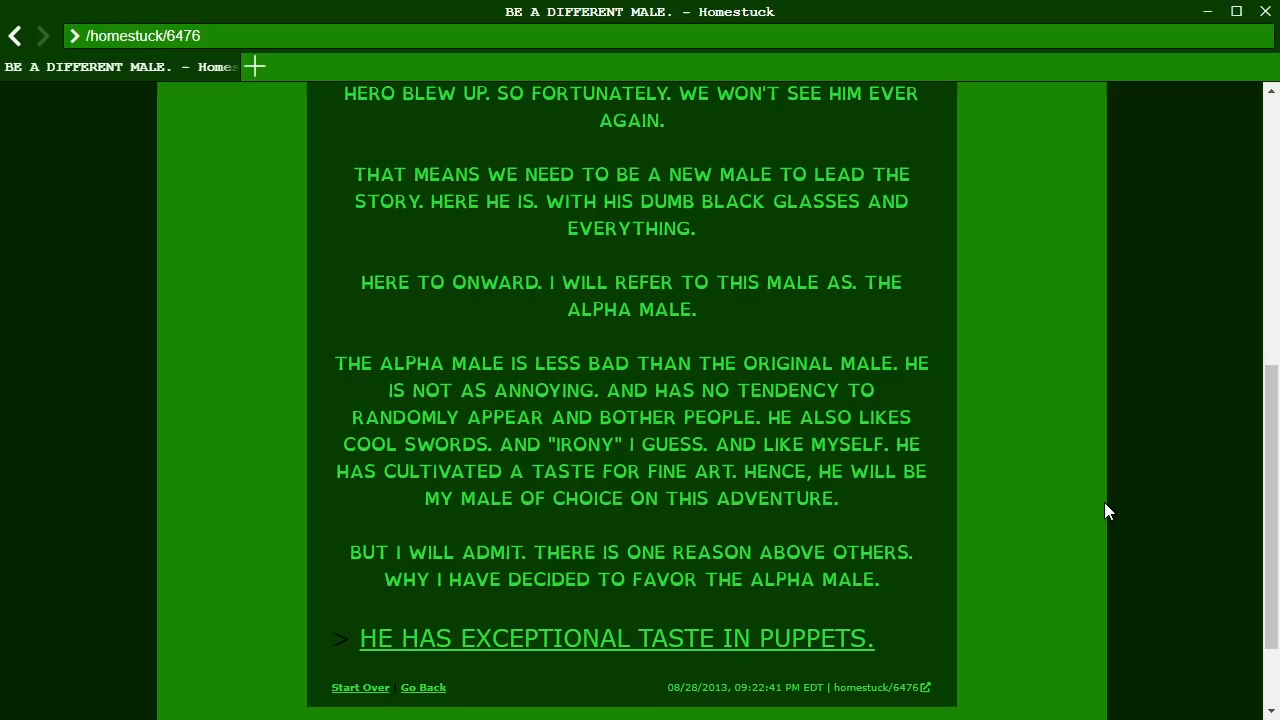 BE A DIFFERENT MALE. - Homestuck
/homestuck/6476
BE A DIFFERENT MALE. - Homes
HERO BLEW UP. SO FORTUNATELY. WE WON'T SEE HIM EVER
AGAIN.
THAT MEANS WE NEED TO BE A NEW MALE TO LEAD THE
STORY. HERE HE IS. WITH HIS DUMB BLACK GLASSES AND
EVERYTHING.
HERE TO ONWARD. I WILL REFER TO THIS MALE AS. THE
ALPHA MALE.
THE ALPHA MALE IS LESS BAD THAN THE ORIGINAL MALE. HE
IS NOT AS ANNOYING. AND HAS NO TENDENCY TO
RANDOMLY APPEAR AND BOTHER PEOPLE. HE ALSO LIKES
COOL SWORDS. AND "IRONY" I GUESS. AND LIKE MYSELF. HE
HAS CULTIVATED A TASTE FOR FINE ART. HENCE, HE WILL BE
MY MALE OF CHOICE ON THIS ADVENTURE.
BUT I WILL ADMIT. THERE IS ONE REASON ABOVE OTHERS.
WHY I HAVE DECIDED TO FAVOR THE ALPHA MALE.
> HE HAS EXCEPTIONAL TASTE IN PUPPETS.
Start Over | Go Back
08/28/2013, 09:22:41 PM EDT | homestuck/6476